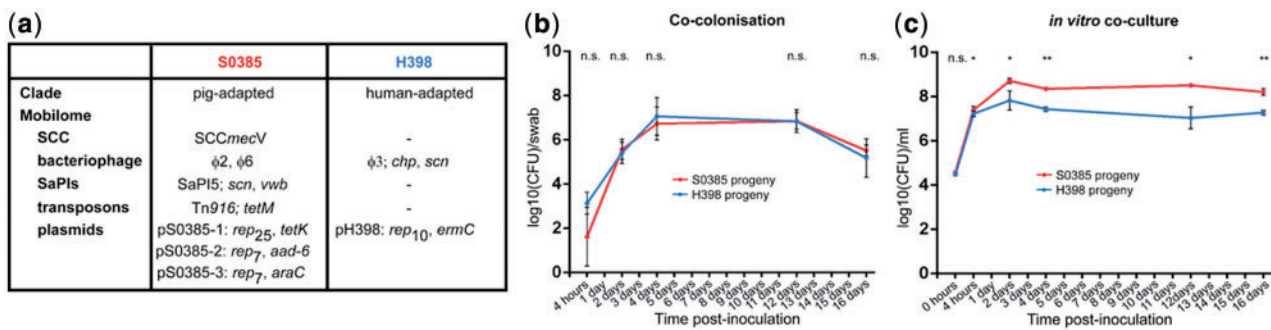 (a)
S0385 H398
Clade pig-adapted human-adapted
Mobilome
SCC SCCmecV -
bacteriophage ϕ2, ϕ6 ϕ3; chp, scn
SaPIs SaPI5; scn, vwb -
transposons Tn916; tetM -
plasmids pS0385-1: rep25, tetK pH398: rep10, ermC
pS0385-2: rep7, aad-6
pS0385-3: rep7, araC
(b)
Co-colonisation
n.s. n.s. n.s. n.s. n.s.
log10(CFU)/swab
10
8
6
4
2
0
S0385 progeny
H398 progeny
4 hours
1 day
2 days
3 days
4 days
5 days
6 days
7 days
8 days
9 days
10 days
11 days
12 days
13 days
14 days
15 days
16 days
Time post-inoculation
(c)
in vitro co-culture
n.s. * * ** * **
log10(CFU)/ml
10
8
6
4
2
0
S0385 progeny
H398 progeny
0 hours
4 hours
1 day
2 days
3 days
4 days
5 days
6 days
7 days
8 days
9 days
10 days
11 days
12days
13 days
14 days
15 days
16 days
Time post-inoculation